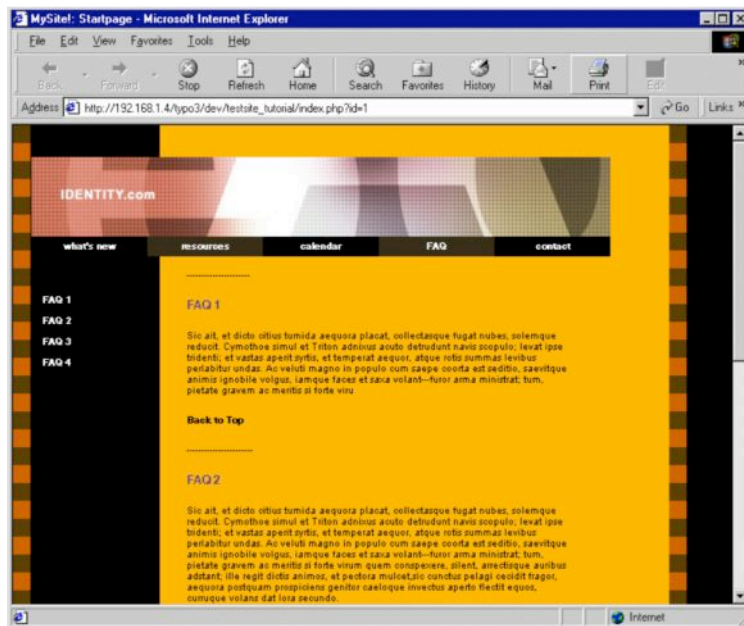 MySite!: Startpage - Microsoft Internet Explorer
File Edit View Favorites Tools Help
Back Forward Stop Refresh Home Search Favorites History Mail Print Edit
Address http://192.168.1.4/typo3/dev/testsite_tutorial/index.php?id=1 Go Links
IDENTITY.com
what's new resources calendar FAQ contact
FAQ 1
FAQ 2
FAQ 3
FAQ 4
---------------------
FAQ 1
Sic ait, et dicto citius tumida aequora placat, collectasque fugat nubes, solemque
reducit. Cymothoe simul et Triton adnixus acuto detrudunt navis scopulo; levat ipse
tridenti; et vastas aperit syrtis, et temperat aequor, atque rotis summas levibus
perlabitur undas. Ac veluti magno in populo cum saepe coorta est seditio, saevitque
animis ignobile volgus, iamque faces et saxa volant—furor arma ministrat; tum,
pietate gravem ac meritis si forte viru
Back to Top
----------------------
FAQ 2
Sic ait, et dicto citius tumida aequora placat, collectasque fugat nubes, solemque
reducit. Cymothoe simul et Triton adnixus acuto detrudunt navis scopulo; levat ipse
tridenti; et vastas aperit syrtis, et temperat aequor, atque rotis summas levibus
perlabitur undas. Ac veluti magno in populo cum saepe coorta est seditio, saevitque
animis ignobile volgus, iamque faces et saxa volant—furor arma ministrat; tum,
pietate gravem ac meritis si forte virum quem conspexere, silent, arrectisque auribus
adstant; ille regit dictis animos, et pectora mulcet,sic cunctus pelagi cecidit fragor,
aequora postquam prospiciens genitor caeloque invectus aperto flectit equos,
curruque volans dat lora secundo.
Internet